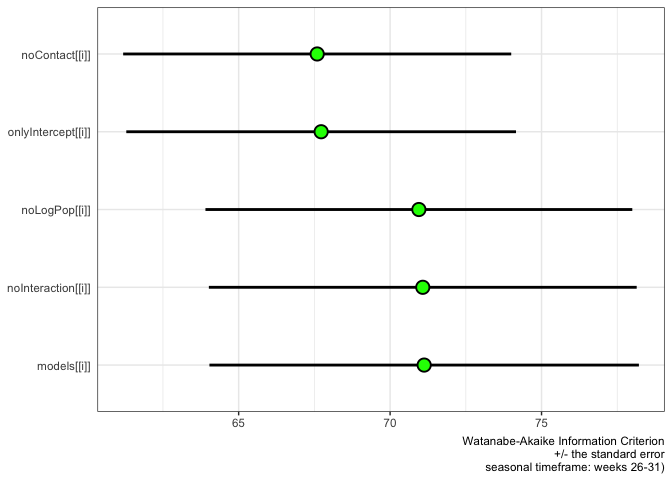 noContact[[i]]
onlyIntercept[[i]]
noLogPop[[i]]
noInteraction[[i]]
models[[i]]
65 70 75
Watanabe-Akaike Information Criterion
+/- the standard error
seasonal timeframe: weeks 26-31)